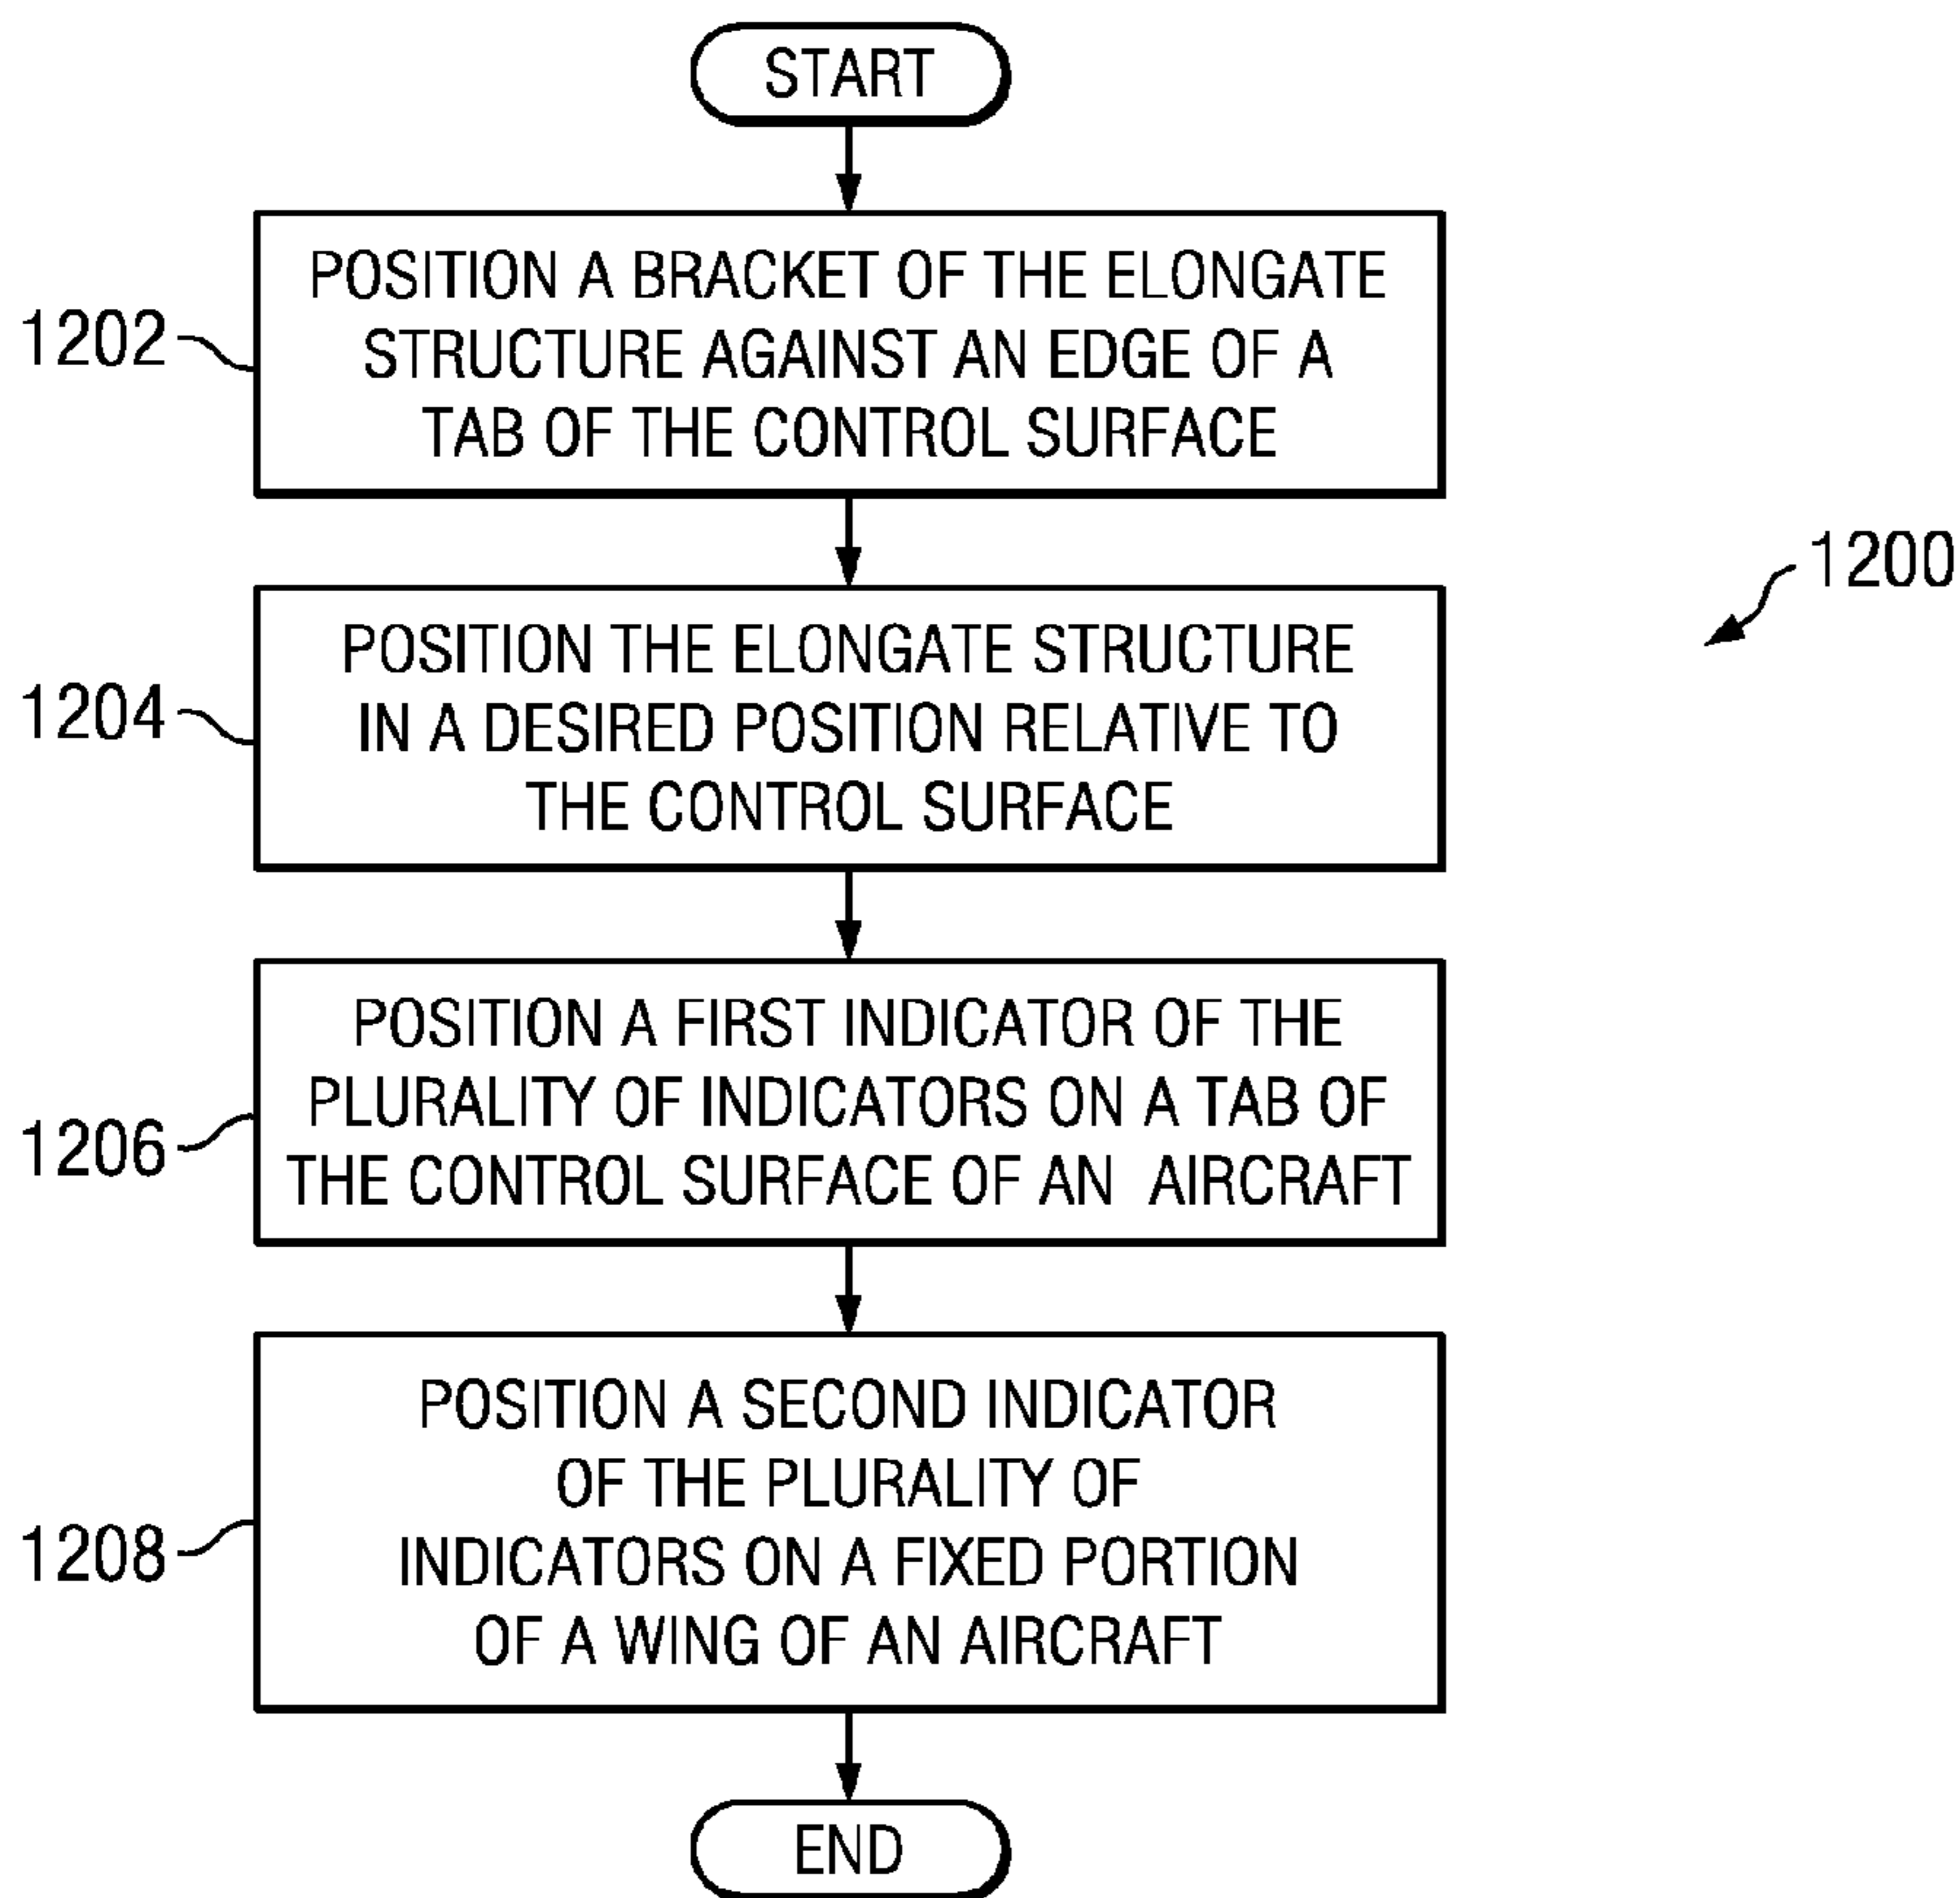 START
POSITION A BRACKET OF THE ELONGATE
STRUCTURE AGAINST AN EDGE OF A
TAB OF THE CONTROL SURFACE
1202
POSITION THE ELONGATE STRUCTURE
IN A DESIRED POSITION RELATIVE TO
THE CONTROL SURFACE
1204
1200
POSITION A FIRST INDICATOR OF THE
PLURALITY OF INDICATORS ON A TAB OF
THE CONTROL SURFACE OF AN AIRCRAFT
1206
POSITION A SECOND INDICATOR
OF THE PLURALITY OF
INDICATORS ON A FIXED PORTION
OF A WING OF AN AIRCRAFT
1208
END